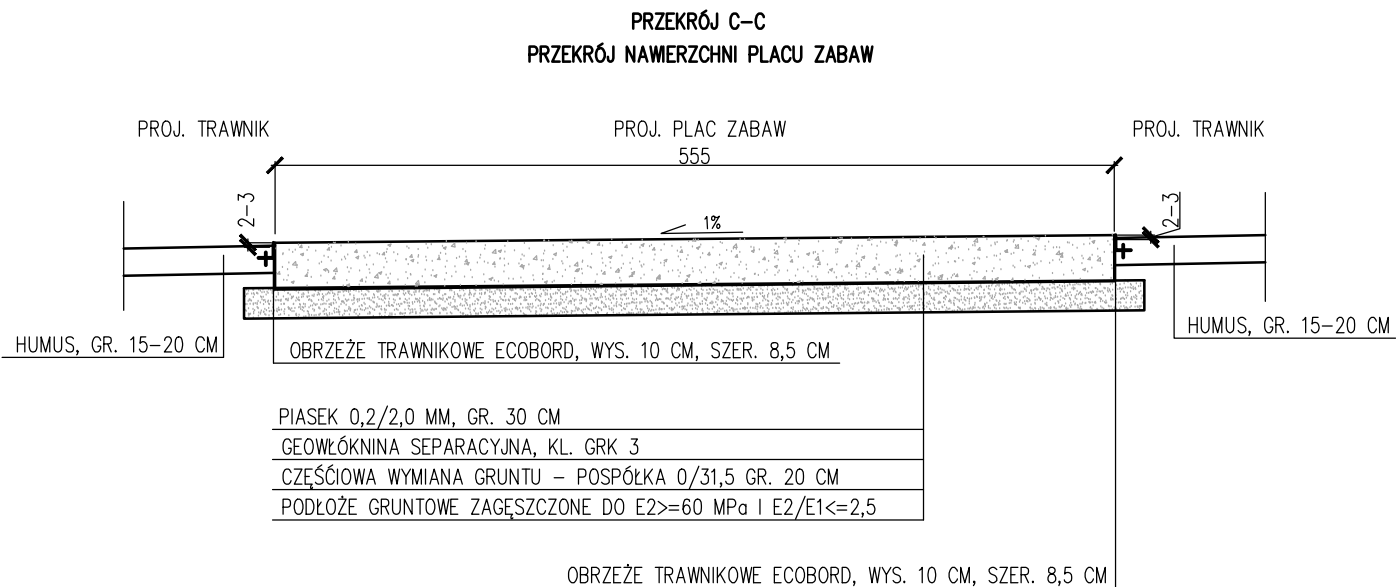 PRZEKRÓJ C-C
PRZEKRÓJ NAWIERZCHNI PLACU ZABAW
PROJ. TRAWNIK
PROJ. PLAC ZABAW
PROJ. TRAWNIK
555
2-3
2-3
1%
HUMUS, GR. 15-20 CM
HUMUS, GR. 15-20 CM
OBRZEŻE TRAWNIKOWE ECOBORD, WYS. 10 CM, SZER. 8,5 CM
PIASEK 0,2/2,0 MM, GR. 30 CM
GEOWŁÓKNINA SEPARACYJNA, KL. GRK 3
CZĘŚĆIOWA WYMIANA GRUNTU - POSPÓŁKA 0/31,5 GR. 20 CM
PODŁOŻE GRUNTOWE ZAGĘSZCZONE DO E2>=60 MPa I E2/E1<=2,5
OBRZEŻE TRAWNIKOWE ECOBORD, WYS. 10 CM, SZER. 8,5 CM